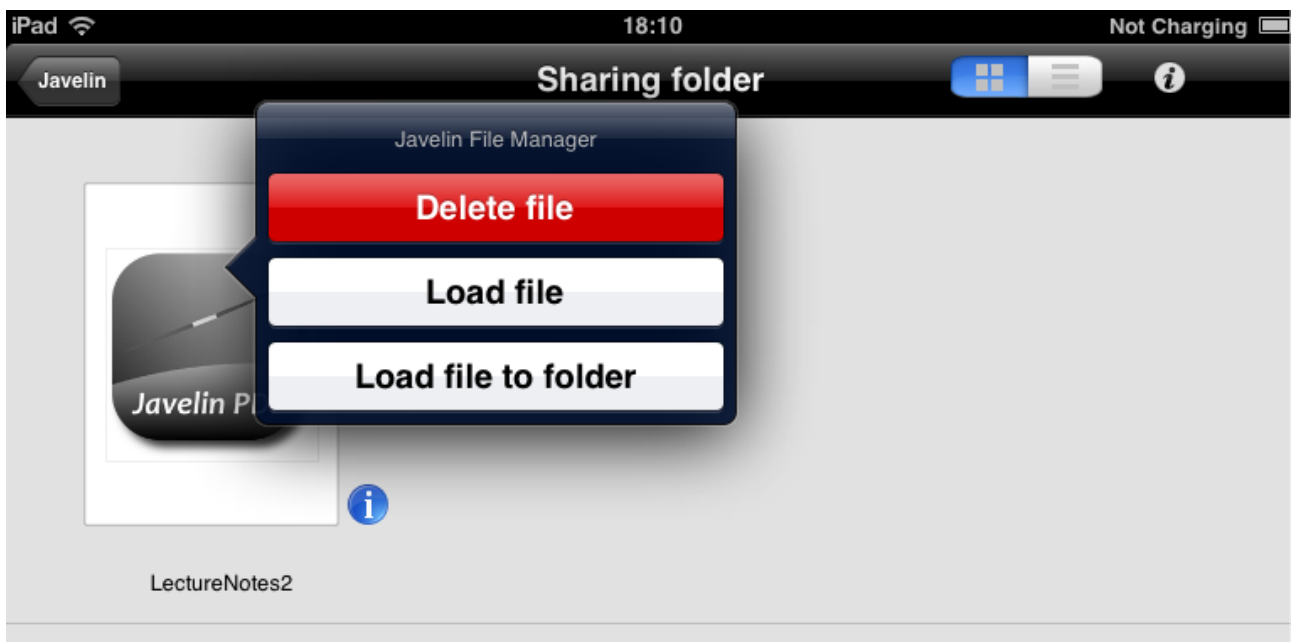 iPad 18:10 Not Charging
Javelin Sharing folder
Javelin File Manager
Delete file
Load file
Load file to folder
Javelin
LectureNotes2